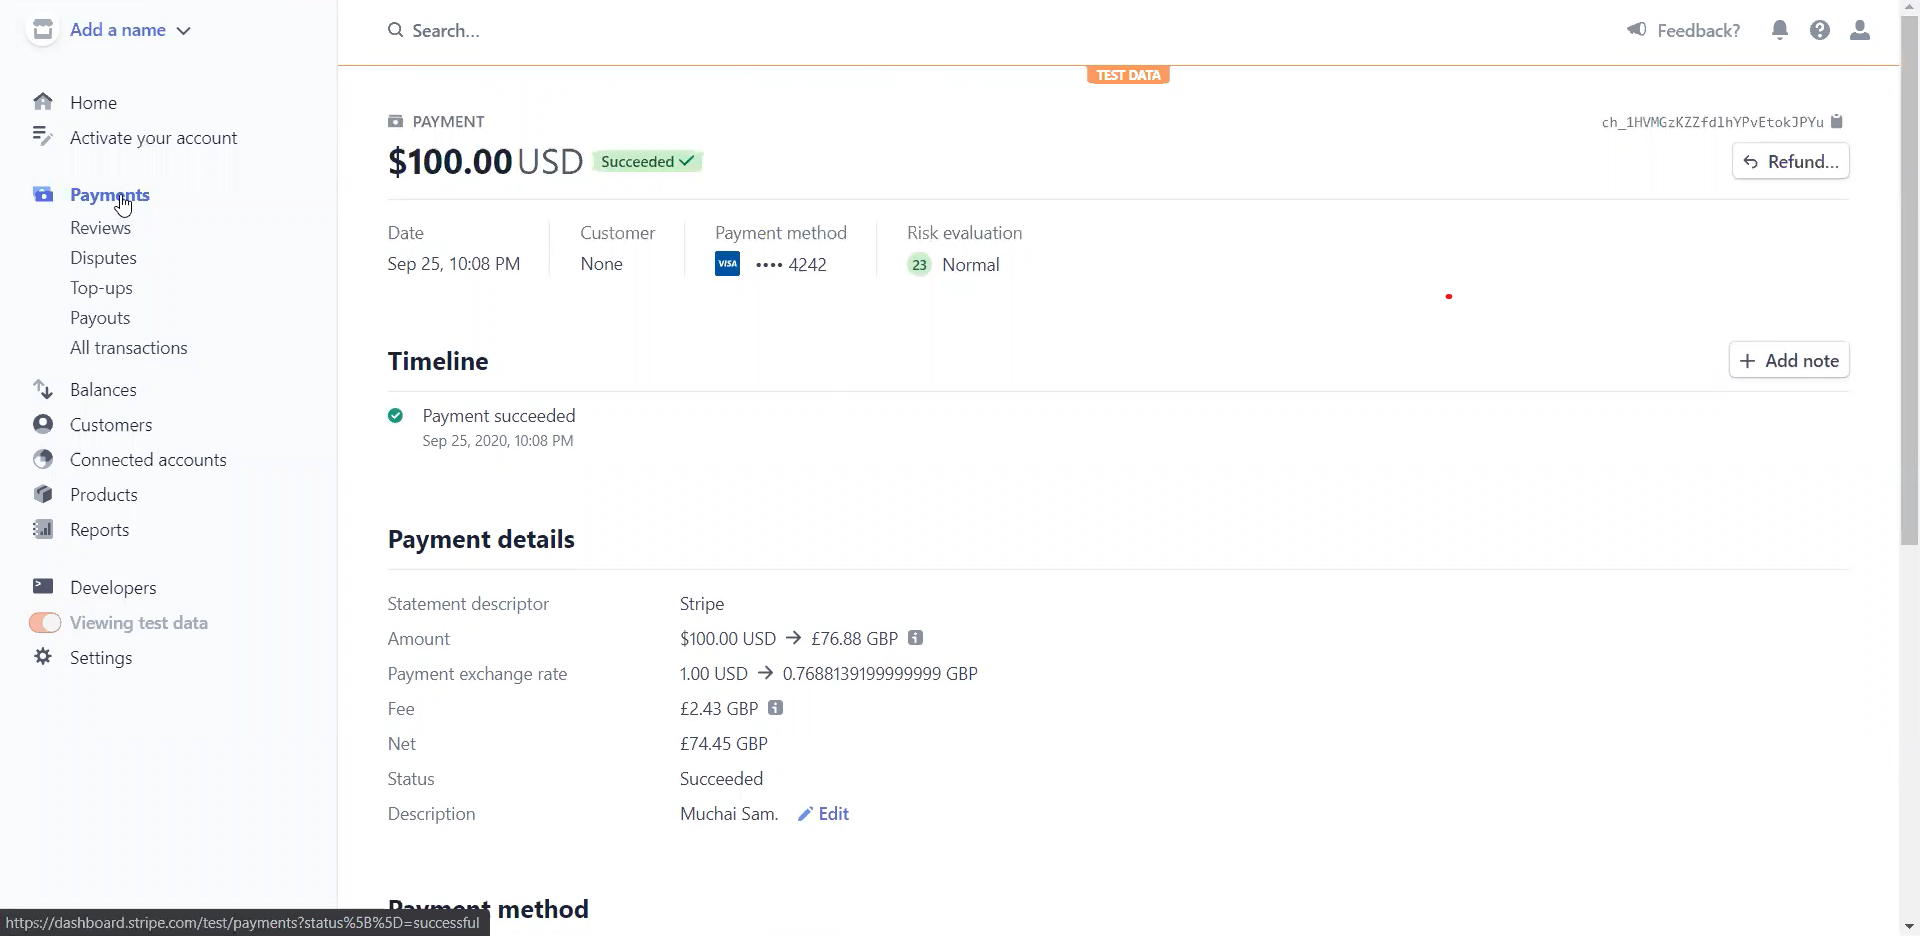 Add a name
Search...
Feedback?
TEST DATA
Home
Activate your account
Payments
Reviews
Disputes
Top-ups
Payouts
All transactions
Balances
Customers
Connected accounts
Products
Reports
Developers
Viewing test data
Settings
PAYMENT
ch_1HVMGzKZZfdlhYPvEtokJPYu
$100.00 USD Succeeded
Refund...
Date Customer Payment method Risk evaluation
Sep 25, 10:08 PM None VISA •••• 4242 23 Normal
Timeline
Add note
Payment succeeded
Sep 25, 2020, 10:08 PM
Payment details
Statement descriptor Stripe
Amount $100.00 USD → £76.88 GBP
Payment exchange rate 1.00 USD → 0.7688139199999999 GBP
Fee £2.43 GBP
Net £74.45 GBP
Status Succeeded
Description Muchai Sam. Edit
Payment method
https://dashboard.stripe.com/test/payments?status%5B%5D=successful